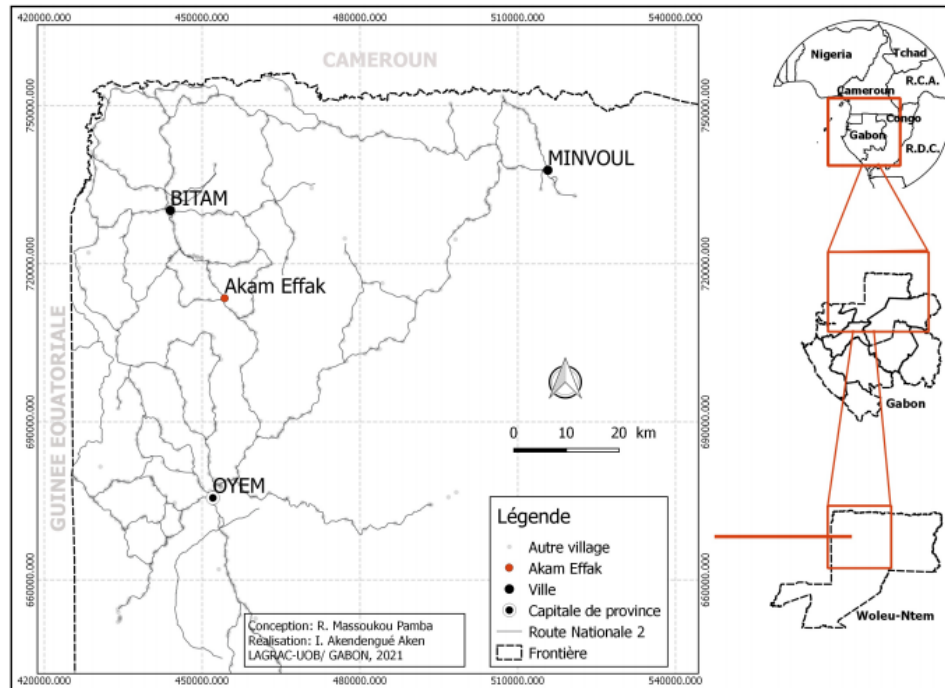 420000.000 450000.000 480000.000 510000.000 540000.000
CAMEROUN
750000.000
750000.000
MINVOUL
BITAM
720000.000
720000.000
Akam Effak
GUINEE EQUATORIALE
690000.000
690000.000
0 10 20 km
OYEM
Légende
Autre village
Akam Effak
Ville
Capitale de province
Route Nationale 2
Frontière
660000.000
660000.000
Conception: R. Massoukou Pamba
Réalisation: I. Akendengué Aken
LAGRAC-UOB/ GABON, 2021
420000.000 450000.000 480000.000 510000.000 540000.000
Nigeria
Tchad
R.C.A.
Cameroun
Congo
Gabon
R.D.C.
Gabon
Woleu-Ntem